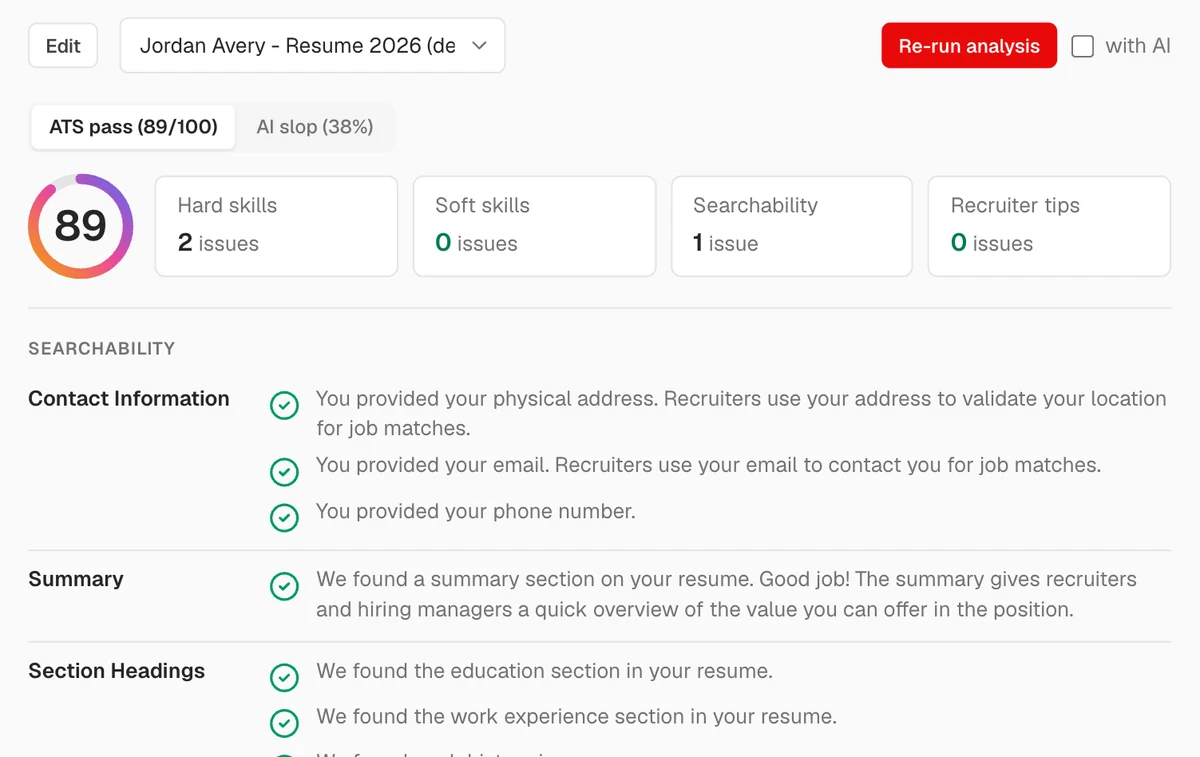 Edit
Jordan Avery - Resume 2026 (de
Re-run analysis
with AI
ATS pass (89/100)
AI slop (38%)
89
Hard skills
2 issues
Soft skills
0 issues
Searchability
1 issue
Recruiter tips
0 issues
SEARCHABILITY
Contact Information
You provided your physical address. Recruiters use your address to validate your location
for job matches.
You provided your email. Recruiters use your email to contact you for job matches.
You provided your phone number.
Summary
We found a summary section on your resume. Good job! The summary gives recruiters
and hiring managers a quick overview of the value you can offer in the position.
Section Headings
We found the education section in your resume.
We found the work experience section in your resume.